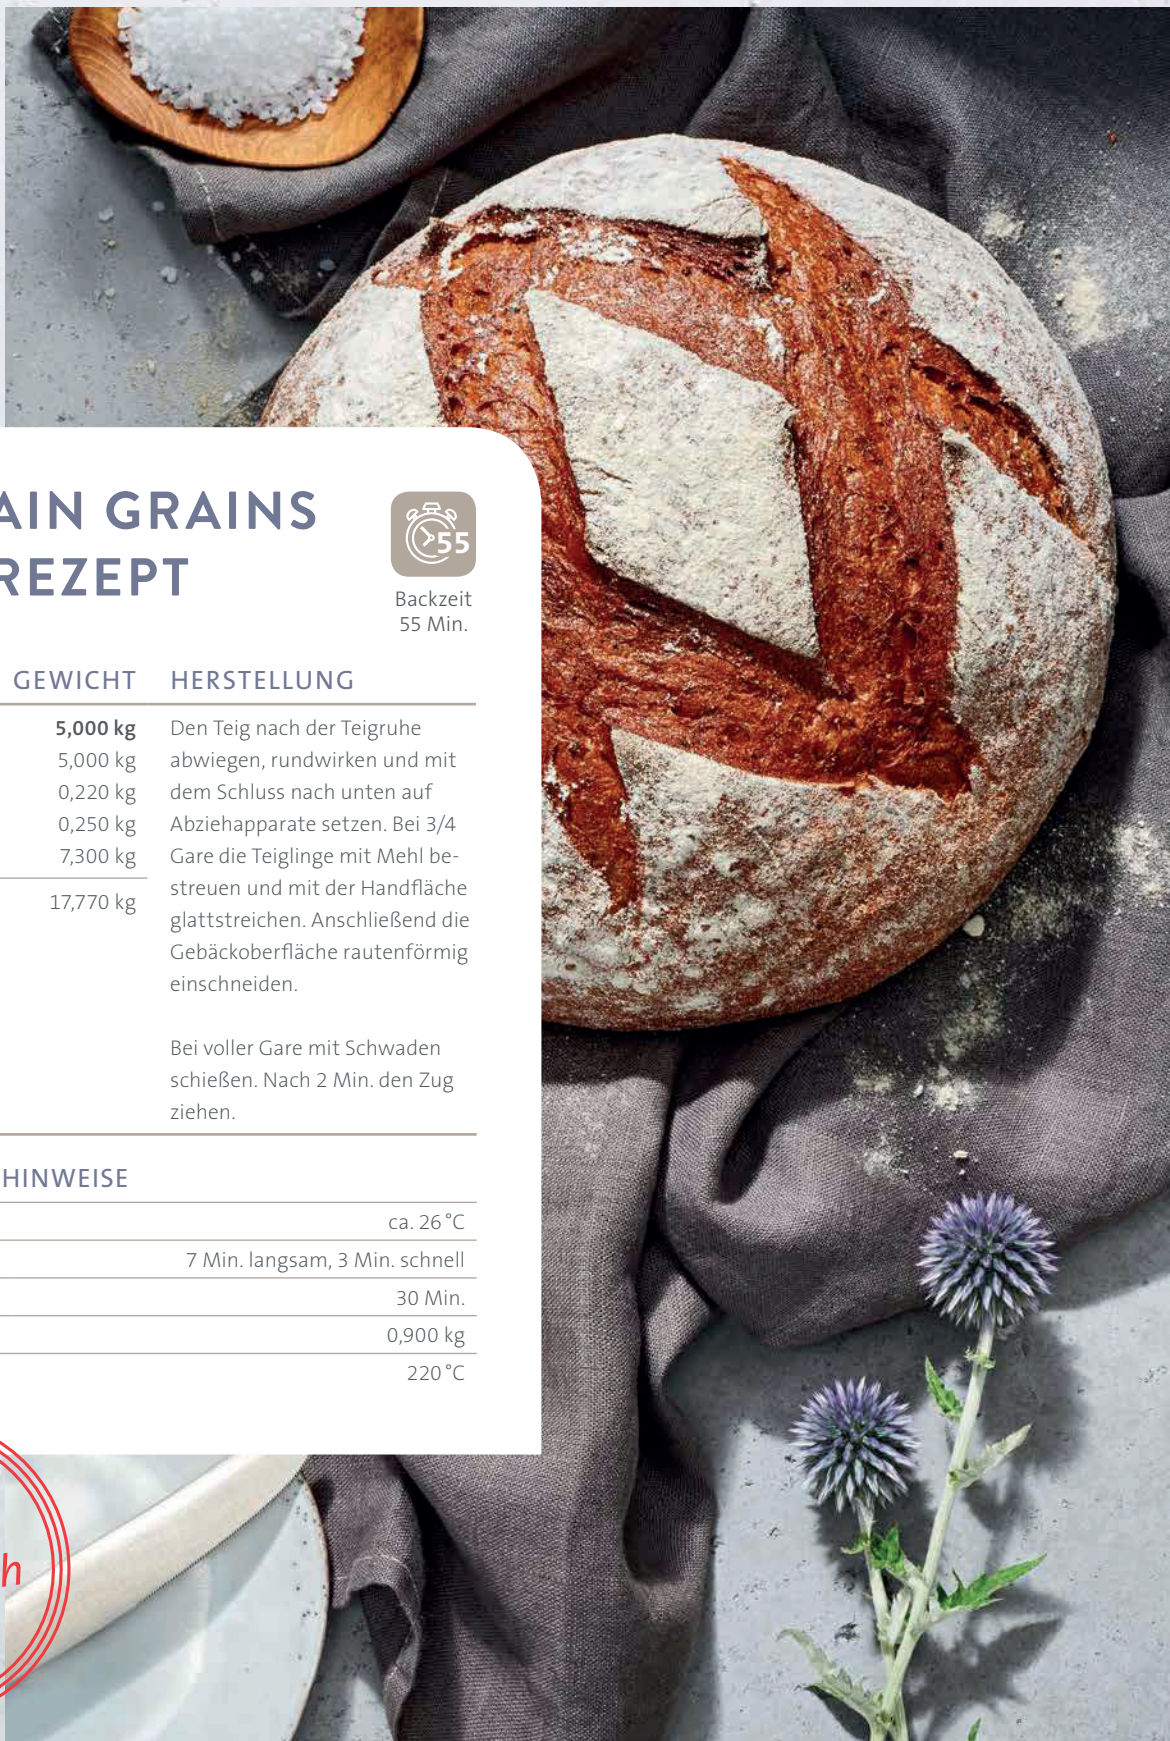 AIN GRAINS
REZEPT
55
Backzeit
55 Min.
GEWICHT HERSTELLUNG
5,000 kg
5,000 kg
0,220 kg
0,250 kg
7,300 kg
17,770 kg
Den Teig nach der Teigruhe
abwiegen, rundwirken und mit
dem Schluss nach unten auf
Abziehapparate setzen. Bei 3/4
Gare die Teiglinge mit Mehl be-
streuen und mit der Handfläche
glattstreichen. Anschließend die
Gebäckoberfläche rautenförmig
einschneiden.
Bei voller Gare mit Schwaden
schießen. Nach 2 Min. den Zug
ziehen.
HINWEISE
ca. 26 °C
7 Min. langsam, 3 Min. schnell
30 Min.
0,900 kg
220 °C
h